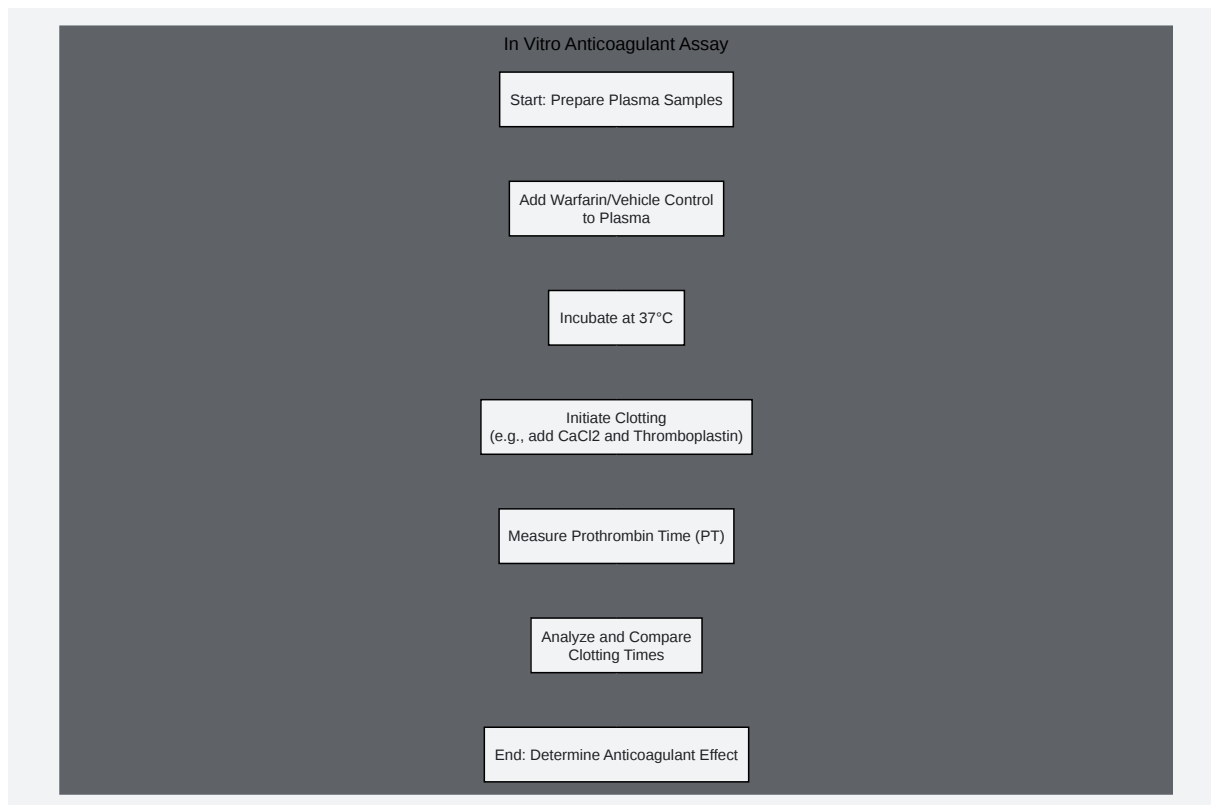 In Vitro Anticoagulant Assay
Start: Prepare Plasma Samples
Add Warfarin/Vehicle Control
to Plasma
Incubate at 37°C
Initiate Clotting
(e.g., add CaCl2 and Thromboplastin)
Measure Prothrombin Time (PT)
Analyze and Compare
Clotting Times
End: Determine Anticoagulant Effect